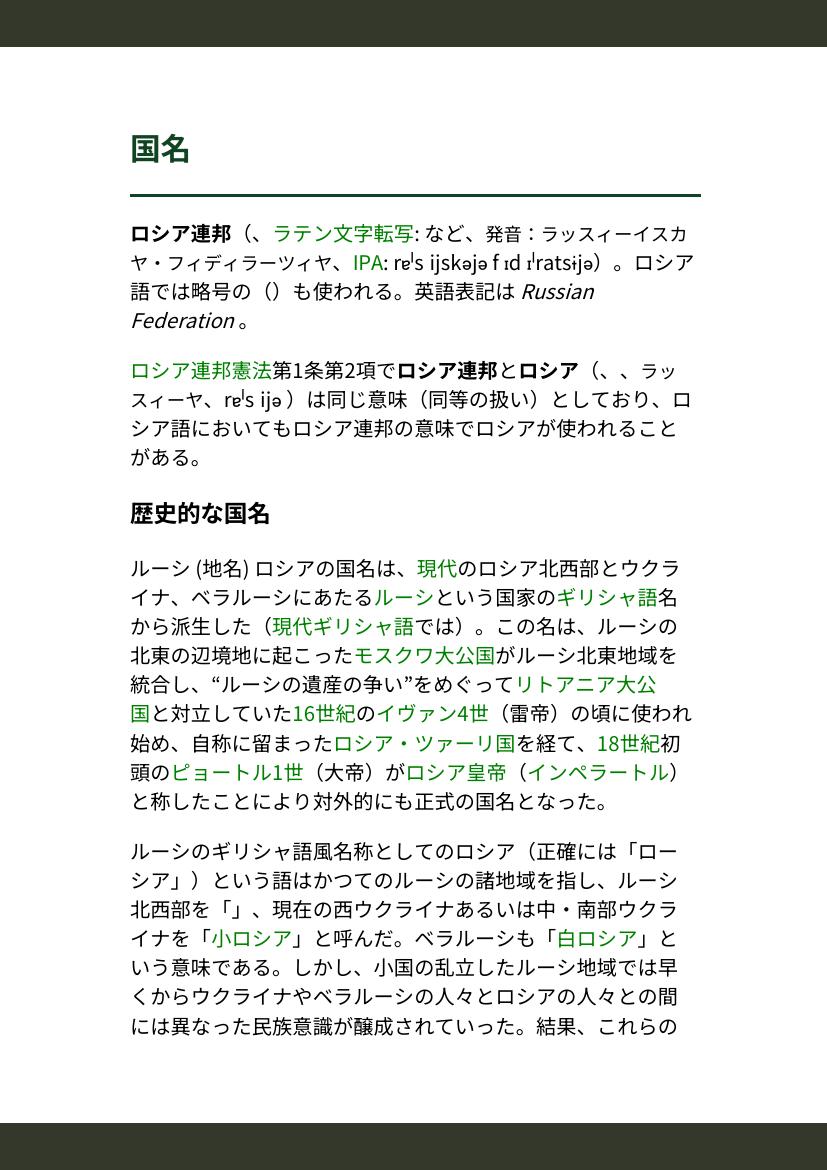 国名
ロシア連邦（、ラテン文字転写: など、発音：ラッスィーイスカ
ヤ・フィディラーツィヤ、IPA: rɐˡs ijskəjə f ɪd ɪˡratsɨjə）。ロシア
語では略号の（）も使われる。英語表記は Russian
Federation 。
ロシア連邦憲法第1条第2項でロシア連邦とロシア（、、ラッ
スィーヤ、rɐˡs ijə ）は同じ意味（同等の扱い）としており、ロ
シア語においてもロシア連邦の意味でロシアが使われること
がある。
歴史的な国名
ルーシ (地名) ロシアの国名は、現代のロシア北西部とウクラ
イナ、ベラルーシにあたるルーシという国家のギリシャ語名
から派生した（現代ギリシャ語では）。この名は、ルーシの
北東の辺境地に起こったモスクワ大公国がルーシ北東地域を
統合し、“ルーシの遺産の争い”をめぐってリトアニア大公
国と対立していた16世紀のイヴァン4世（雷帝）の頃に使われ
始め、自称に留まったロシア・ツァーリ国を経て、18世紀初
頭のピョートル1世（大帝）がロシア皇帝（インペラートル）
と称したことにより対外的にも正式の国名となった。
ルーシのギリシャ語風名称としてのロシア（正確には「ロー
シア」）という語はかつてのルーシの諸地域を指し、ルーシ
北西部を「」、現在の西ウクライナあるいは中・南部ウクラ
イナを「小ロシア」と呼んだ。ベラルーシも「白ロシア」と
いう意味である。しかし、小国の乱立したルーシ地域では早
くからウクライナやベラルーシの人々とロシアの人々との間
には異なった民族意識が醸成されていった。結果、これらの